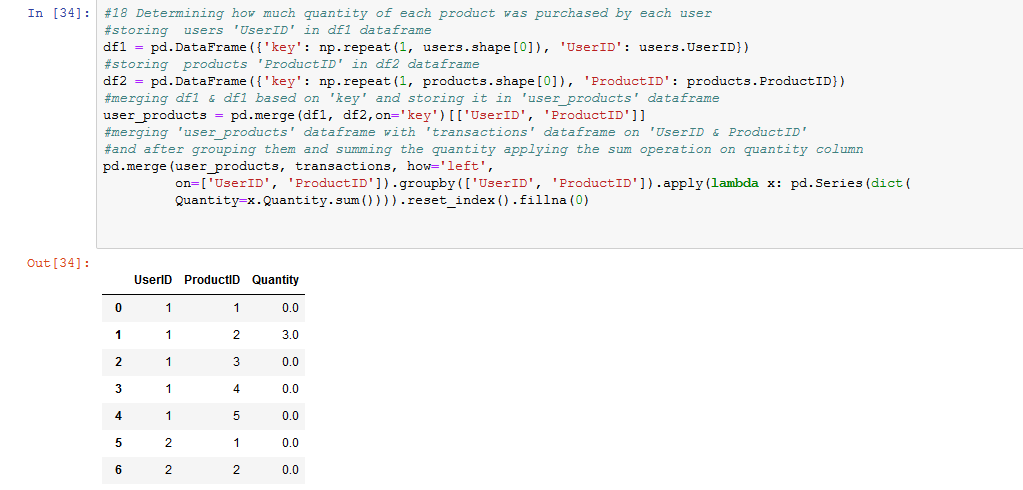 In [34]: #18 Determining how much quantity of each product was purchased by each user
#storing  users 'UserID' in df1 dataframe
df1 = pd.DataFrame({'key': np.repeat(1, users.shape[0]), 'UserID': users.UserID})
#storing  products 'ProductID' in df2 dataframe
df2 = pd.DataFrame({'key': np.repeat(1, products.shape[0]), 'ProductID': products.ProductID})
#merging df1 & df1 based on 'key' and storing it in 'user_products' dataframe
user_products = pd.merge(df1, df2,on='key')[['UserID', 'ProductID']]
#merging 'user_products' dataframe with 'transactions' dataframe on 'UserID & ProductID'
#and after grouping them and summing the quantity applying the sum operation on quantity column
pd.merge(user_products, transactions, how='left',
on=['UserID', 'ProductID']).groupby(['UserID', 'ProductID']).apply(lambda x: pd.Series(dict(
Quantity=x.Quantity.sum()))).reset_index().fillna(0)
Out[34]:
UserID ProductID Quantity
0 1 1 0.0
1 1 2 3.0
2 1 3 0.0
3 1 4 0.0
4 1 5 0.0
5 2 1 0.0
6 2 2 0.0